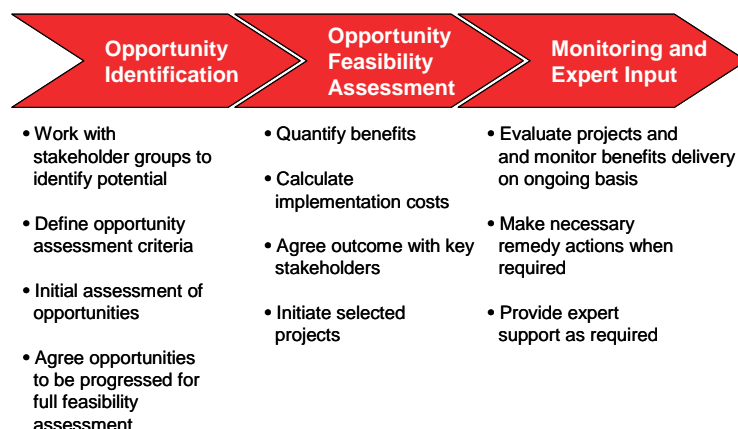 Opportunity
Identification
Opportunity
Feasibility
Assessment
Monitoring and
Expert Input
• Work with
stakeholder groups to
identify potential
• Define opportunity
assessment criteria
• Initial assessment of
opportunities
• Agree opportunities
to be progressed for
full feasibility
assessment
• Quantify benefits
• Calculate
implementation costs
• Agree outcome with key
stakeholders
• Initiate selected
projects
• Evaluate projects and
and monitor benefits delivery
on ongoing basis
• Make necessary
remedy actions when
required
• Provide expert
support as required